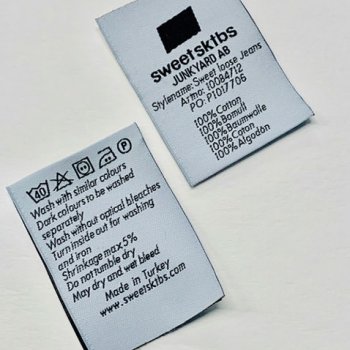 sweetsktbs
JUNKYARD AB
Stylename: Sweet loose Jeans
Artno: 10084712
PO: P1017706
100% Cotton
100% Bomull
100% Baumwolle
100% Coton
100% Algodón
40 P
Wash with similar colours
Dark colours to be washed
separately
Wash without optical bleaches
Turn inside out for washing
and iron
Shrinkage max.5%
Do not tumble dry
May dry and wet bleed
Made in Turkey
www.sweetsktbs.com